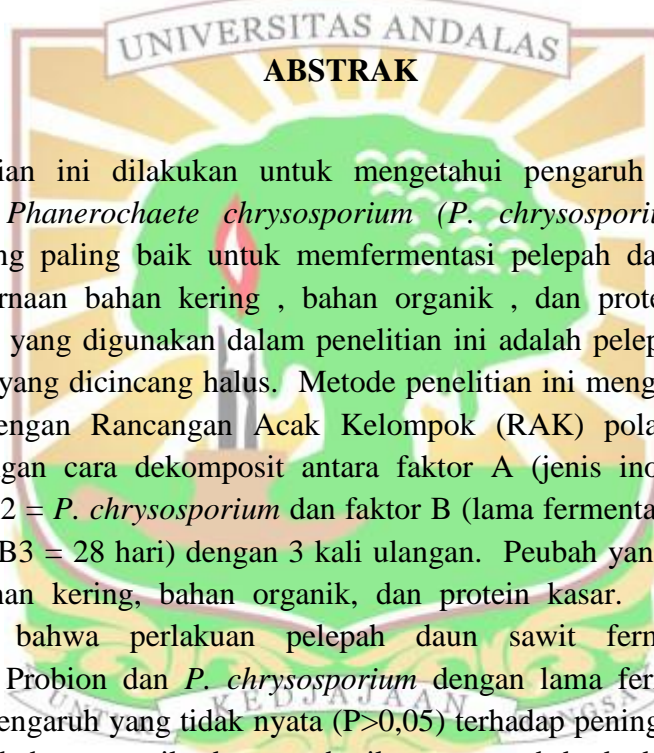 UNIVERSITAS ANDALAS
ABSTRAK
ian ini dilakukan untuk mengetahui pengaruh
Phanerochaete chrysosporium (P. chrysospori
ng paling baik untuk memfermentasi pelepah da
rnaan bahan kering , bahan organik , dan prote
yang digunakan dalam penelitian ini adalah pelep
yang dicincang halus. Metode penelitian ini meng
engan Rancangan Acak Kelompok (RAK) pola
gan cara dekomposit antara faktor A (jenis ino
2 = P. chrysosporium dan faktor B (lama fermenta
B3 = 28 hari) dengan 3 kali ulangan. Peubah yan
han kering, bahan organik, dan protein kasar.
bahwa perlakuan pelepah daun sawit ferm
Probion dan P. chrysosporium dengan lama fer
engaruh yang tidak nyata (P>0,05) terhadap pening
KEDJAJAAN